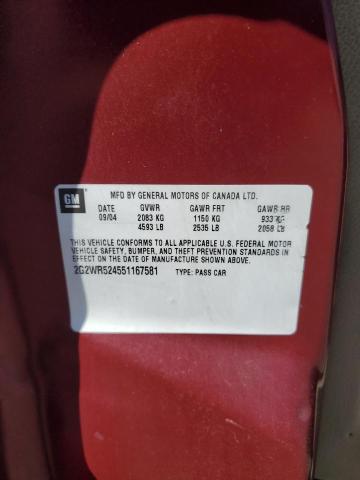 GM
MFD BY GENERAL MOTORS OF CANADA LTD.
DATE GVWR GAWR FRT GAWR RR
09/04 2083 KG 1150 KG 933 KG
4593 LB 2535 LB 2058 LB
THIS VEHICLE CONFORMS TO ALL APPLICABLE U.S. FEDERAL MOTOR
VEHICLE SAFETY, BUMPER, AND THEFT PREVENTION STANDARDS IN
EFFECT ON THE DATE OF MANUFACTURE SHOWN ABOVE.
2G2WR524551167581 TYPE: PASS CAR